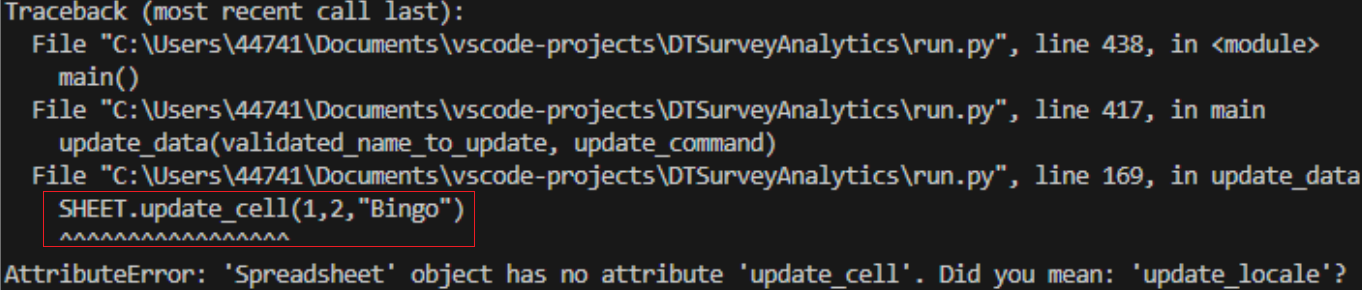 Traceback (most recent call last):
  File "C:\Users\44741\Documents\vscode-projects\DTSurveyAnalytics\run.py", line 438, in <module>
    main()
  File "C:\Users\44741\Documents\vscode-projects\DTSurveyAnalytics\run.py", line 417, in main
    update_data(validated_name_to_update, update_command)
  File "C:\Users\44741\Documents\vscode-projects\DTSurveyAnalytics\run.py", line 169, in update_data
    SHEET.update_cell(1,2,"Bingo")
    ^^^^^^^^^^^^^^^^^
AttributeError: 'Spreadsheet' object has no attribute 'update_cell'. Did you mean: 'update_locale'?